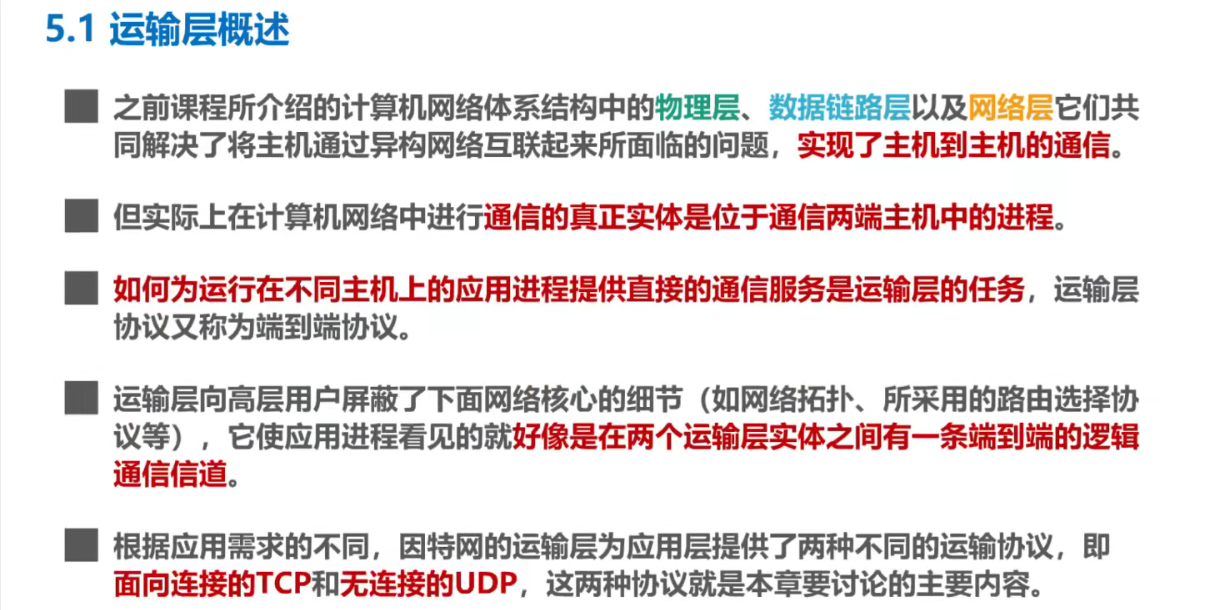 5.1 运输层概述
之前课程所介绍的计算机网络体系结构中的物理层、数据链路层以及网络层它们共
同解决了将主机通过异构网络互联起来所面临的问题，实现了主机到主机的通信。
但实际上在计算机网络中进行通信的真正实体是位于通信两端主机中的进程。
如何为运行在不同主机上的应用进程提供直接的通信服务是运输层的任务，运输层
协议又称为端到端协议。
运输层向高层用户屏蔽了下面网络核心的细节（如网络拓扑、所采用的路由选择协
议等），它使应用进程看见的就好像是在两个运输层实体之间有一条端到端的逻辑
通信信道。
根据应用需求的不同，因特网的运输层为应用层提供了两种不同的运输协议，即
面向连接的TCP和无连接的UDP，这两种协议就是本章要讨论的主要内容。